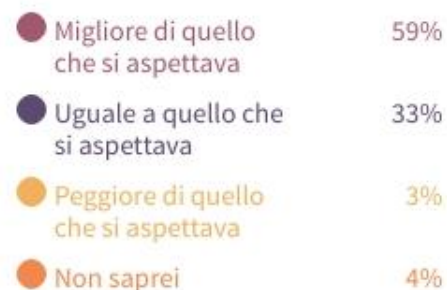 Migliore di quello 59%
che si aspettava
Uguale a quello che 33%
si aspettava
Peggiore di quello 3%
che si aspettava
Non saprei 4%